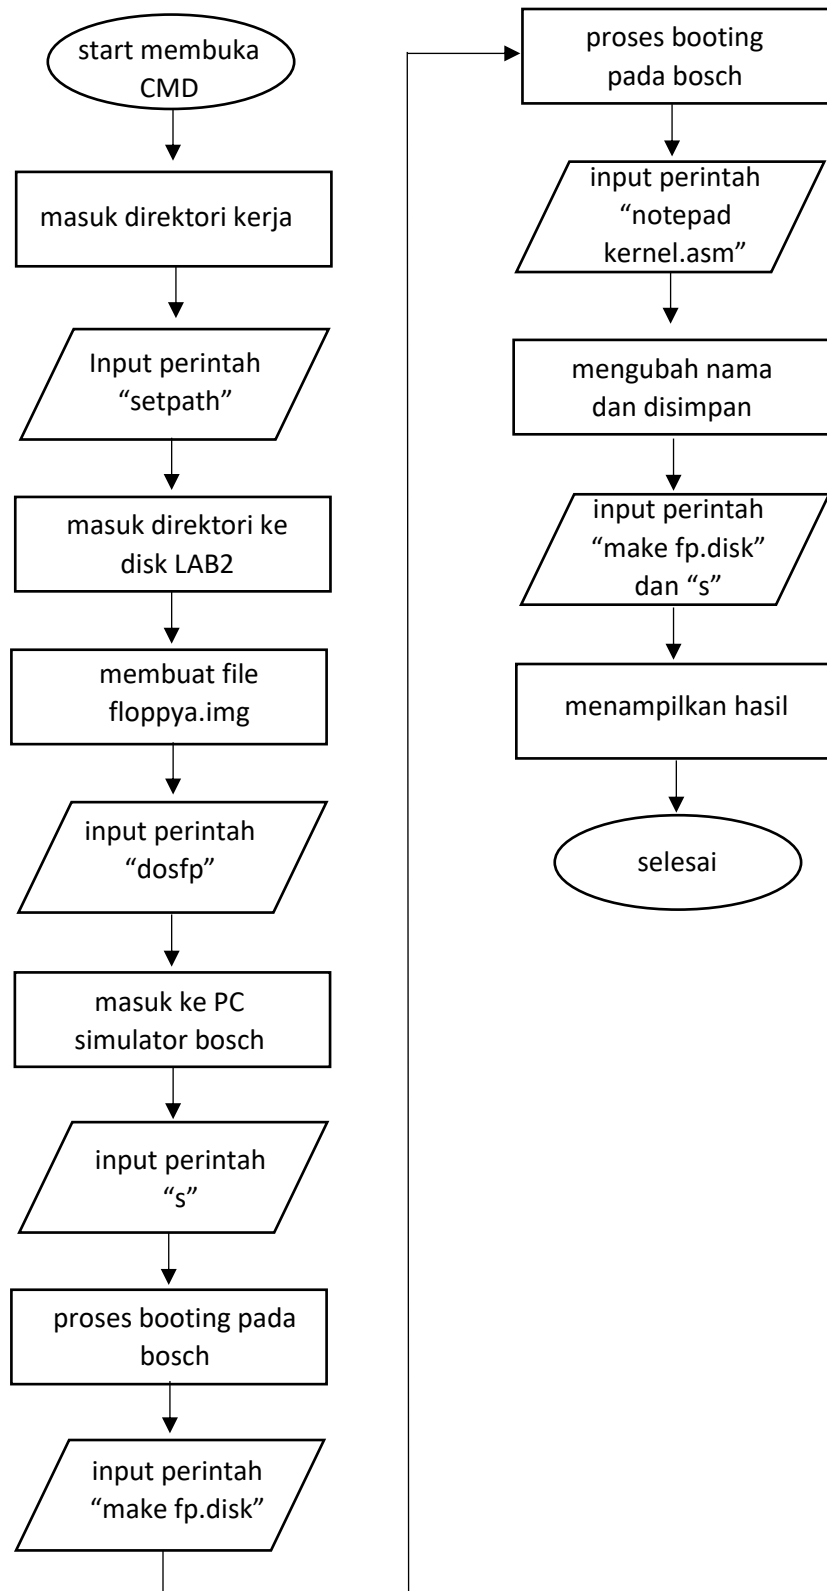 start membuka
CMD
masuk direktori kerja
Input perintah
“setpath”
masuk direktori ke
disk LAB2
membuat file
floppya.img
input perintah
“dosfp”
masuk ke PC
simulator bosch
input perintah
“s”
proses booting pada
bosch
input perintah
“make fp.disk”
proses booting
pada bosch
input perintah
“notepad
kernel.asm”
mengubah nama
dan disimpan
input perintah
“make fp.disk”
dan “s”
menampilkan hasil
selesai